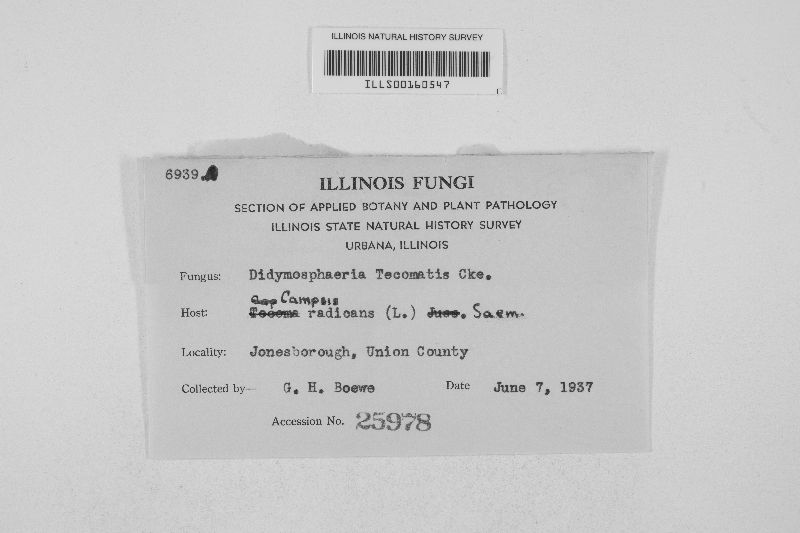 ILLINOIS NATURAL HISTORY SURVEY
ILLS00160547
6939
ILLINOIS FUNGI
SECTION OF APPLIED BOTANY AND PLANT PATHOLOGY
ILLINOIS STATE NATURAL HISTORY SURVEY
URBANA, ILLINOIS
Fungus: Didymosphaeria Tecomatis Cke.
Campsis
Host: Tecoma radicans (L.) Juss. Saem.
Locality: Jonesborough, Union County
Collected by— G. H. Boewe Date June 7, 1937
Accession No. 25978